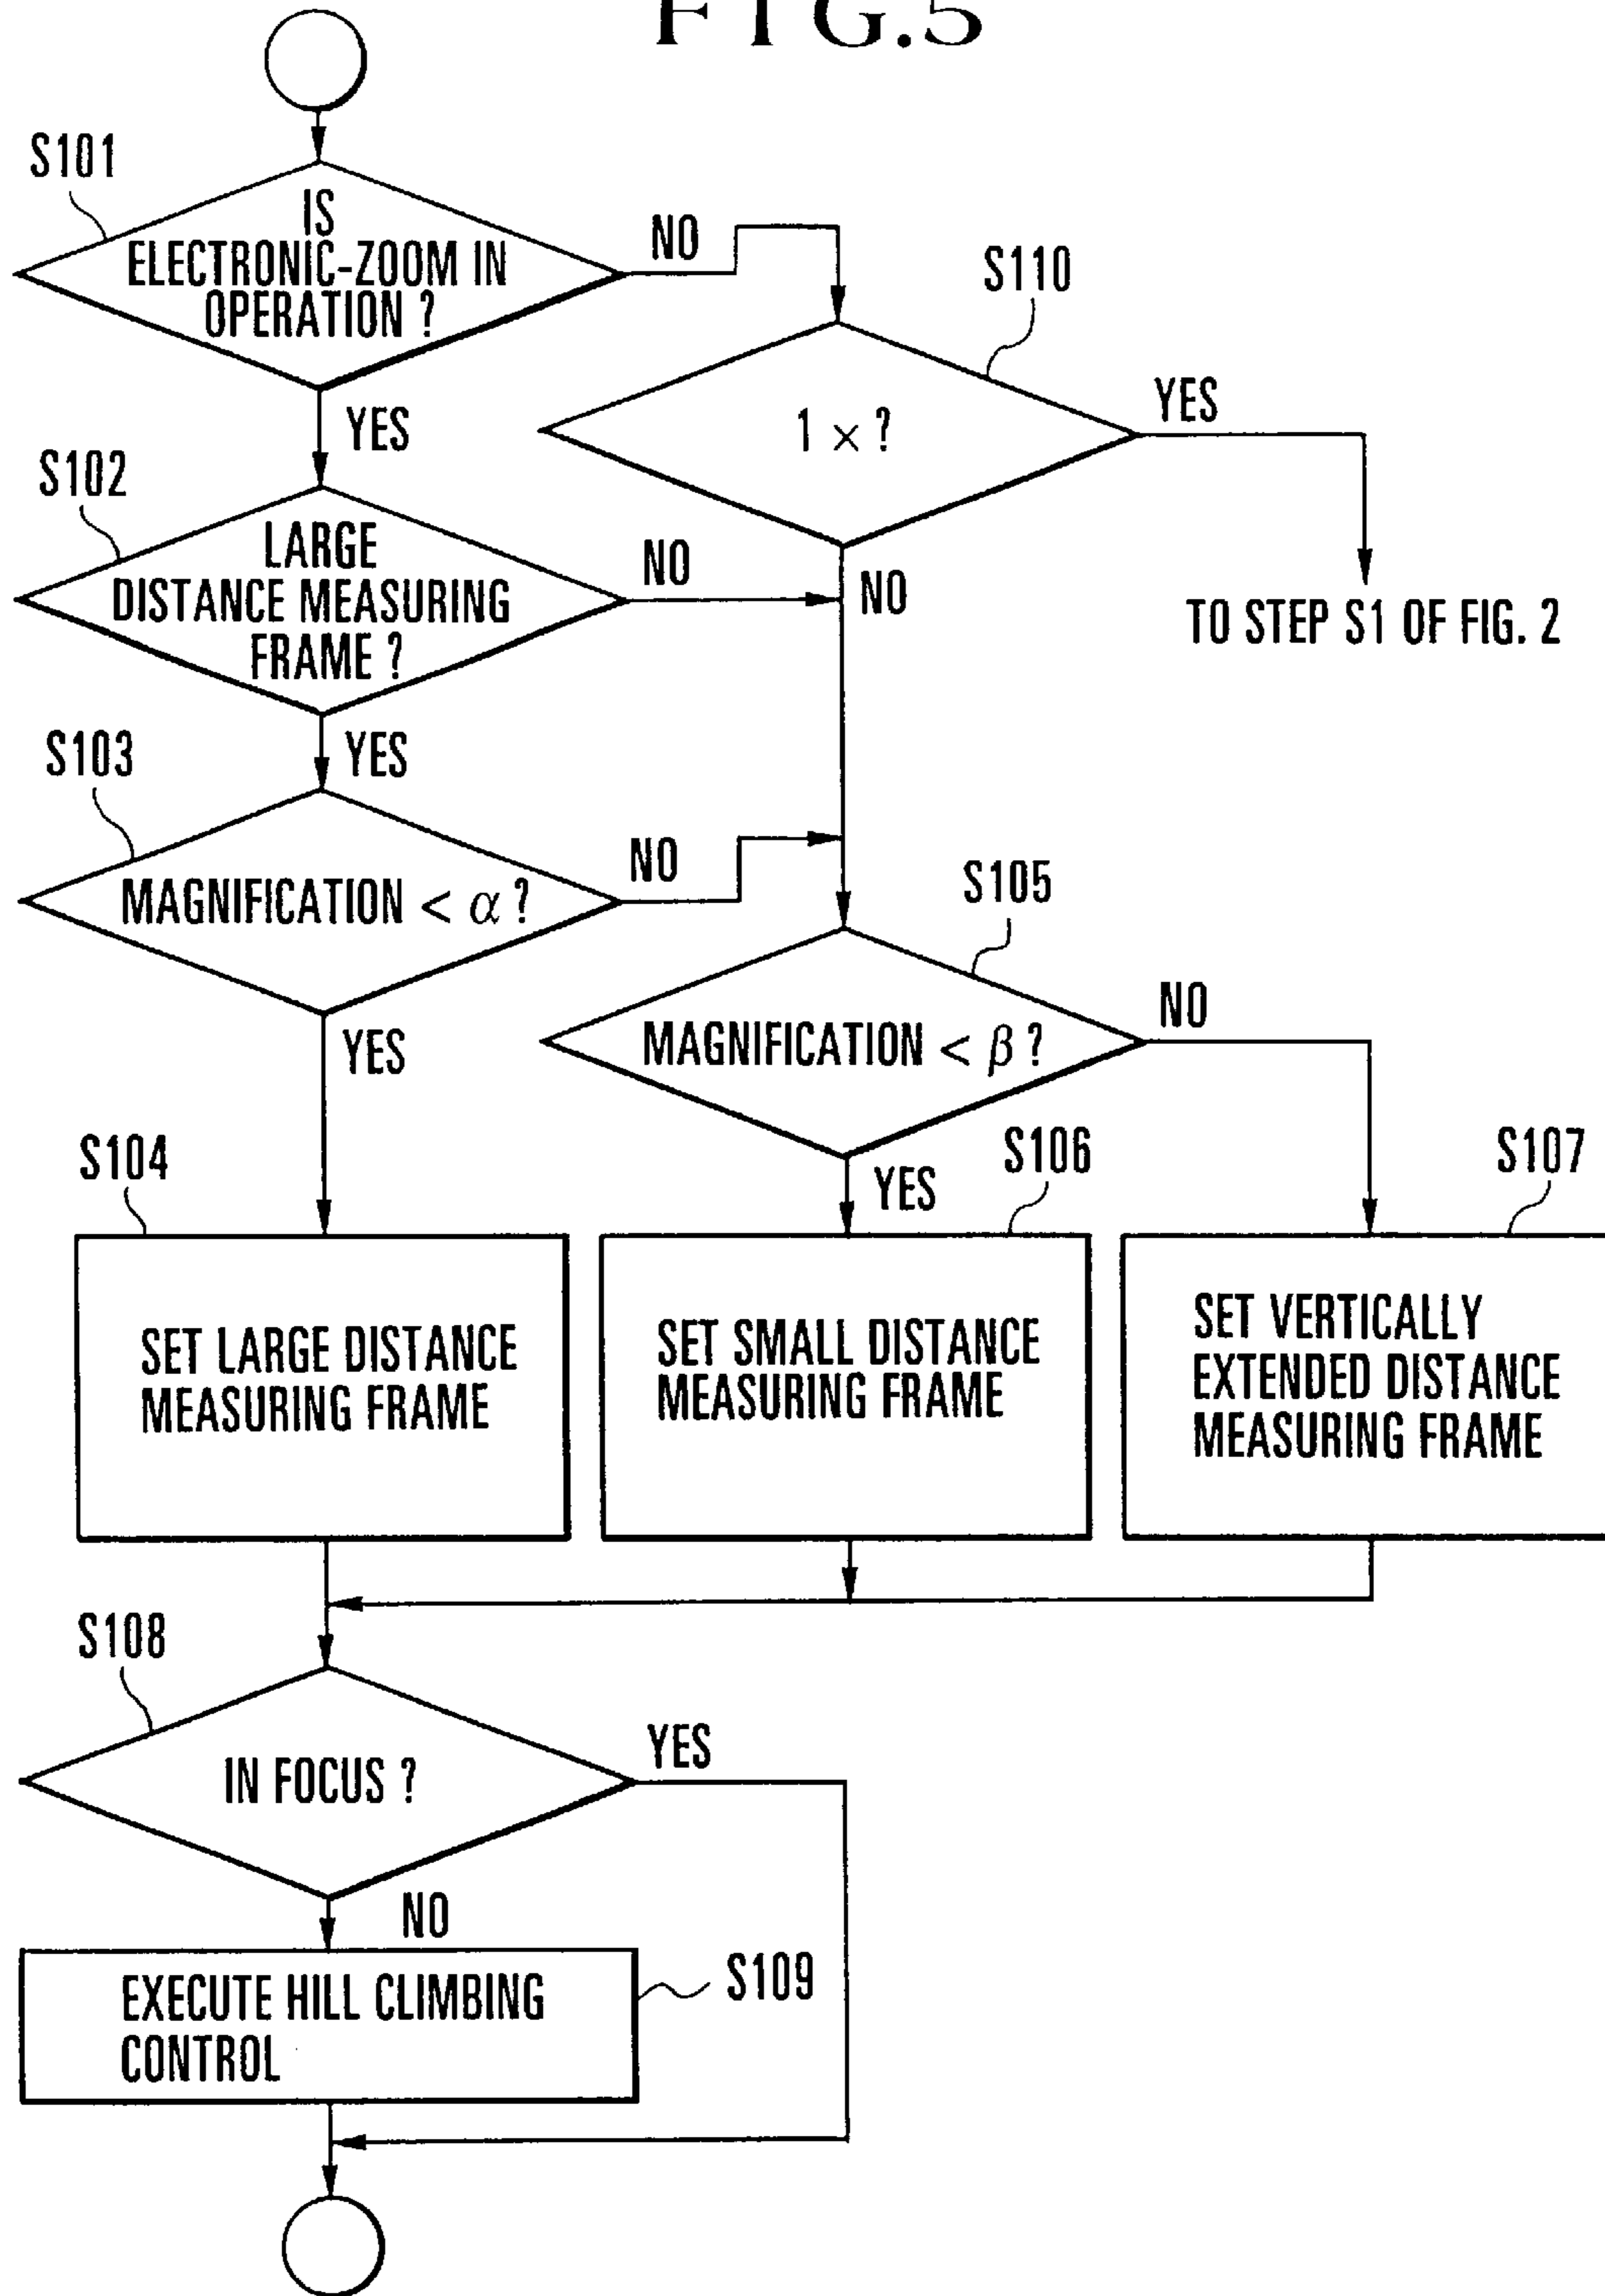 FIG.5
S101
IS
ELECTRONIC-ZOOM IN
OPERATION ?
NO
S110
YES
1 × ?
YES
S102
LARGE
DISTANCE MEASURING
FRAME ?
NO
NO
TO STEP S1 OF FIG. 2
S103
YES
MAGNIFICATION < α ?
NO
S105
YES
MAGNIFICATION < β ?
NO
S104
YES
S106
S107
SET LARGE DISTANCE
MEASURING FRAME
SET SMALL DISTANCE
MEASURING FRAME
SET VERTICALLY
EXTENDED DISTANCE
MEASURING FRAME
S108
IN FOCUS ?
YES
NO
EXECUTE HILL CLIMBING
CONTROL
S109